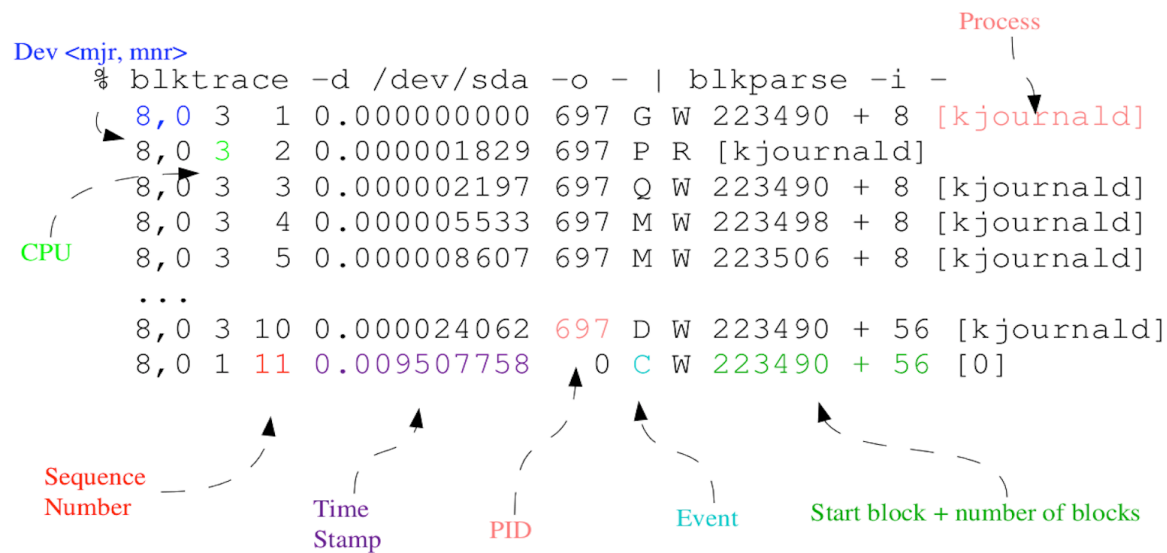 Process
Dev <mjr, mnr>
% blktrace –d /dev/sda –o – | blkparse –i –
8,0 3 1 0.000000000 697 G W 223490 + 8 [kjournald]
8,0 3 2 0.000001829 697 P R [kjournald]
8,0 3 3 0.000002197 697 Q W 223490 + 8 [kjournald]
8,0 3 4 0.000005533 697 M W 223498 + 8 [kjournald]
8,0 3 5 0.000008607 697 M W 223506 + 8 [kjournald]
CPU
...
8,0 3 10 0.000024062 697 D W 223490 + 56 [kjournald]
8,0 1 11 0.009507758 0 C W 223490 + 56 [0]
Sequence
Number
Time
Stamp
PID
Event
Start block + number of blocks